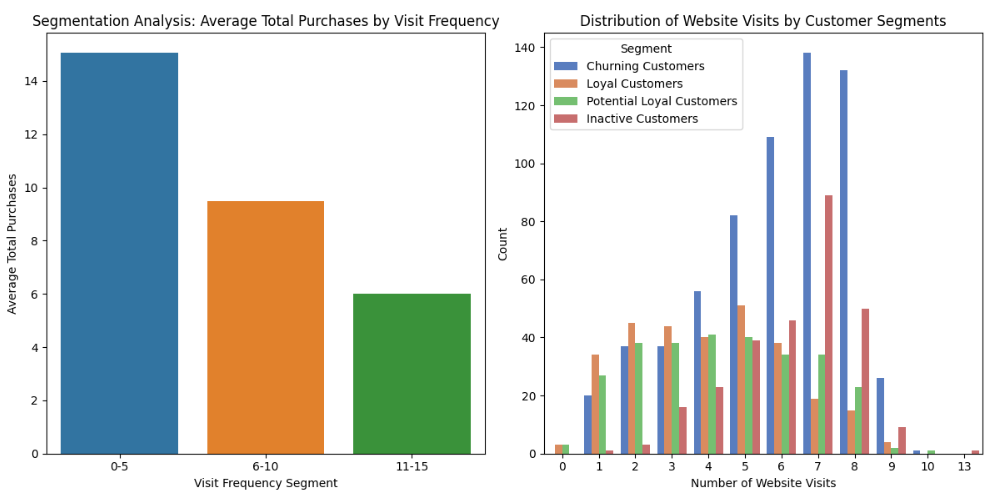 Segmentation Analysis: Average Total Purchases by Visit Frequency
Average Total Purchases
14
12
10
8
6
4
2
0
0-5
6-10
11-15
Visit Frequency Segment
Distribution of Website Visits by Customer Segments
Segment
Churning Customers
Loyal Customers
Potential Loyal Customers
Inactive Customers
Count
140
120
100
80
60
40
20
0
0
1
2
3
4
5
6
7
8
9
10
13
Number of Website Visits